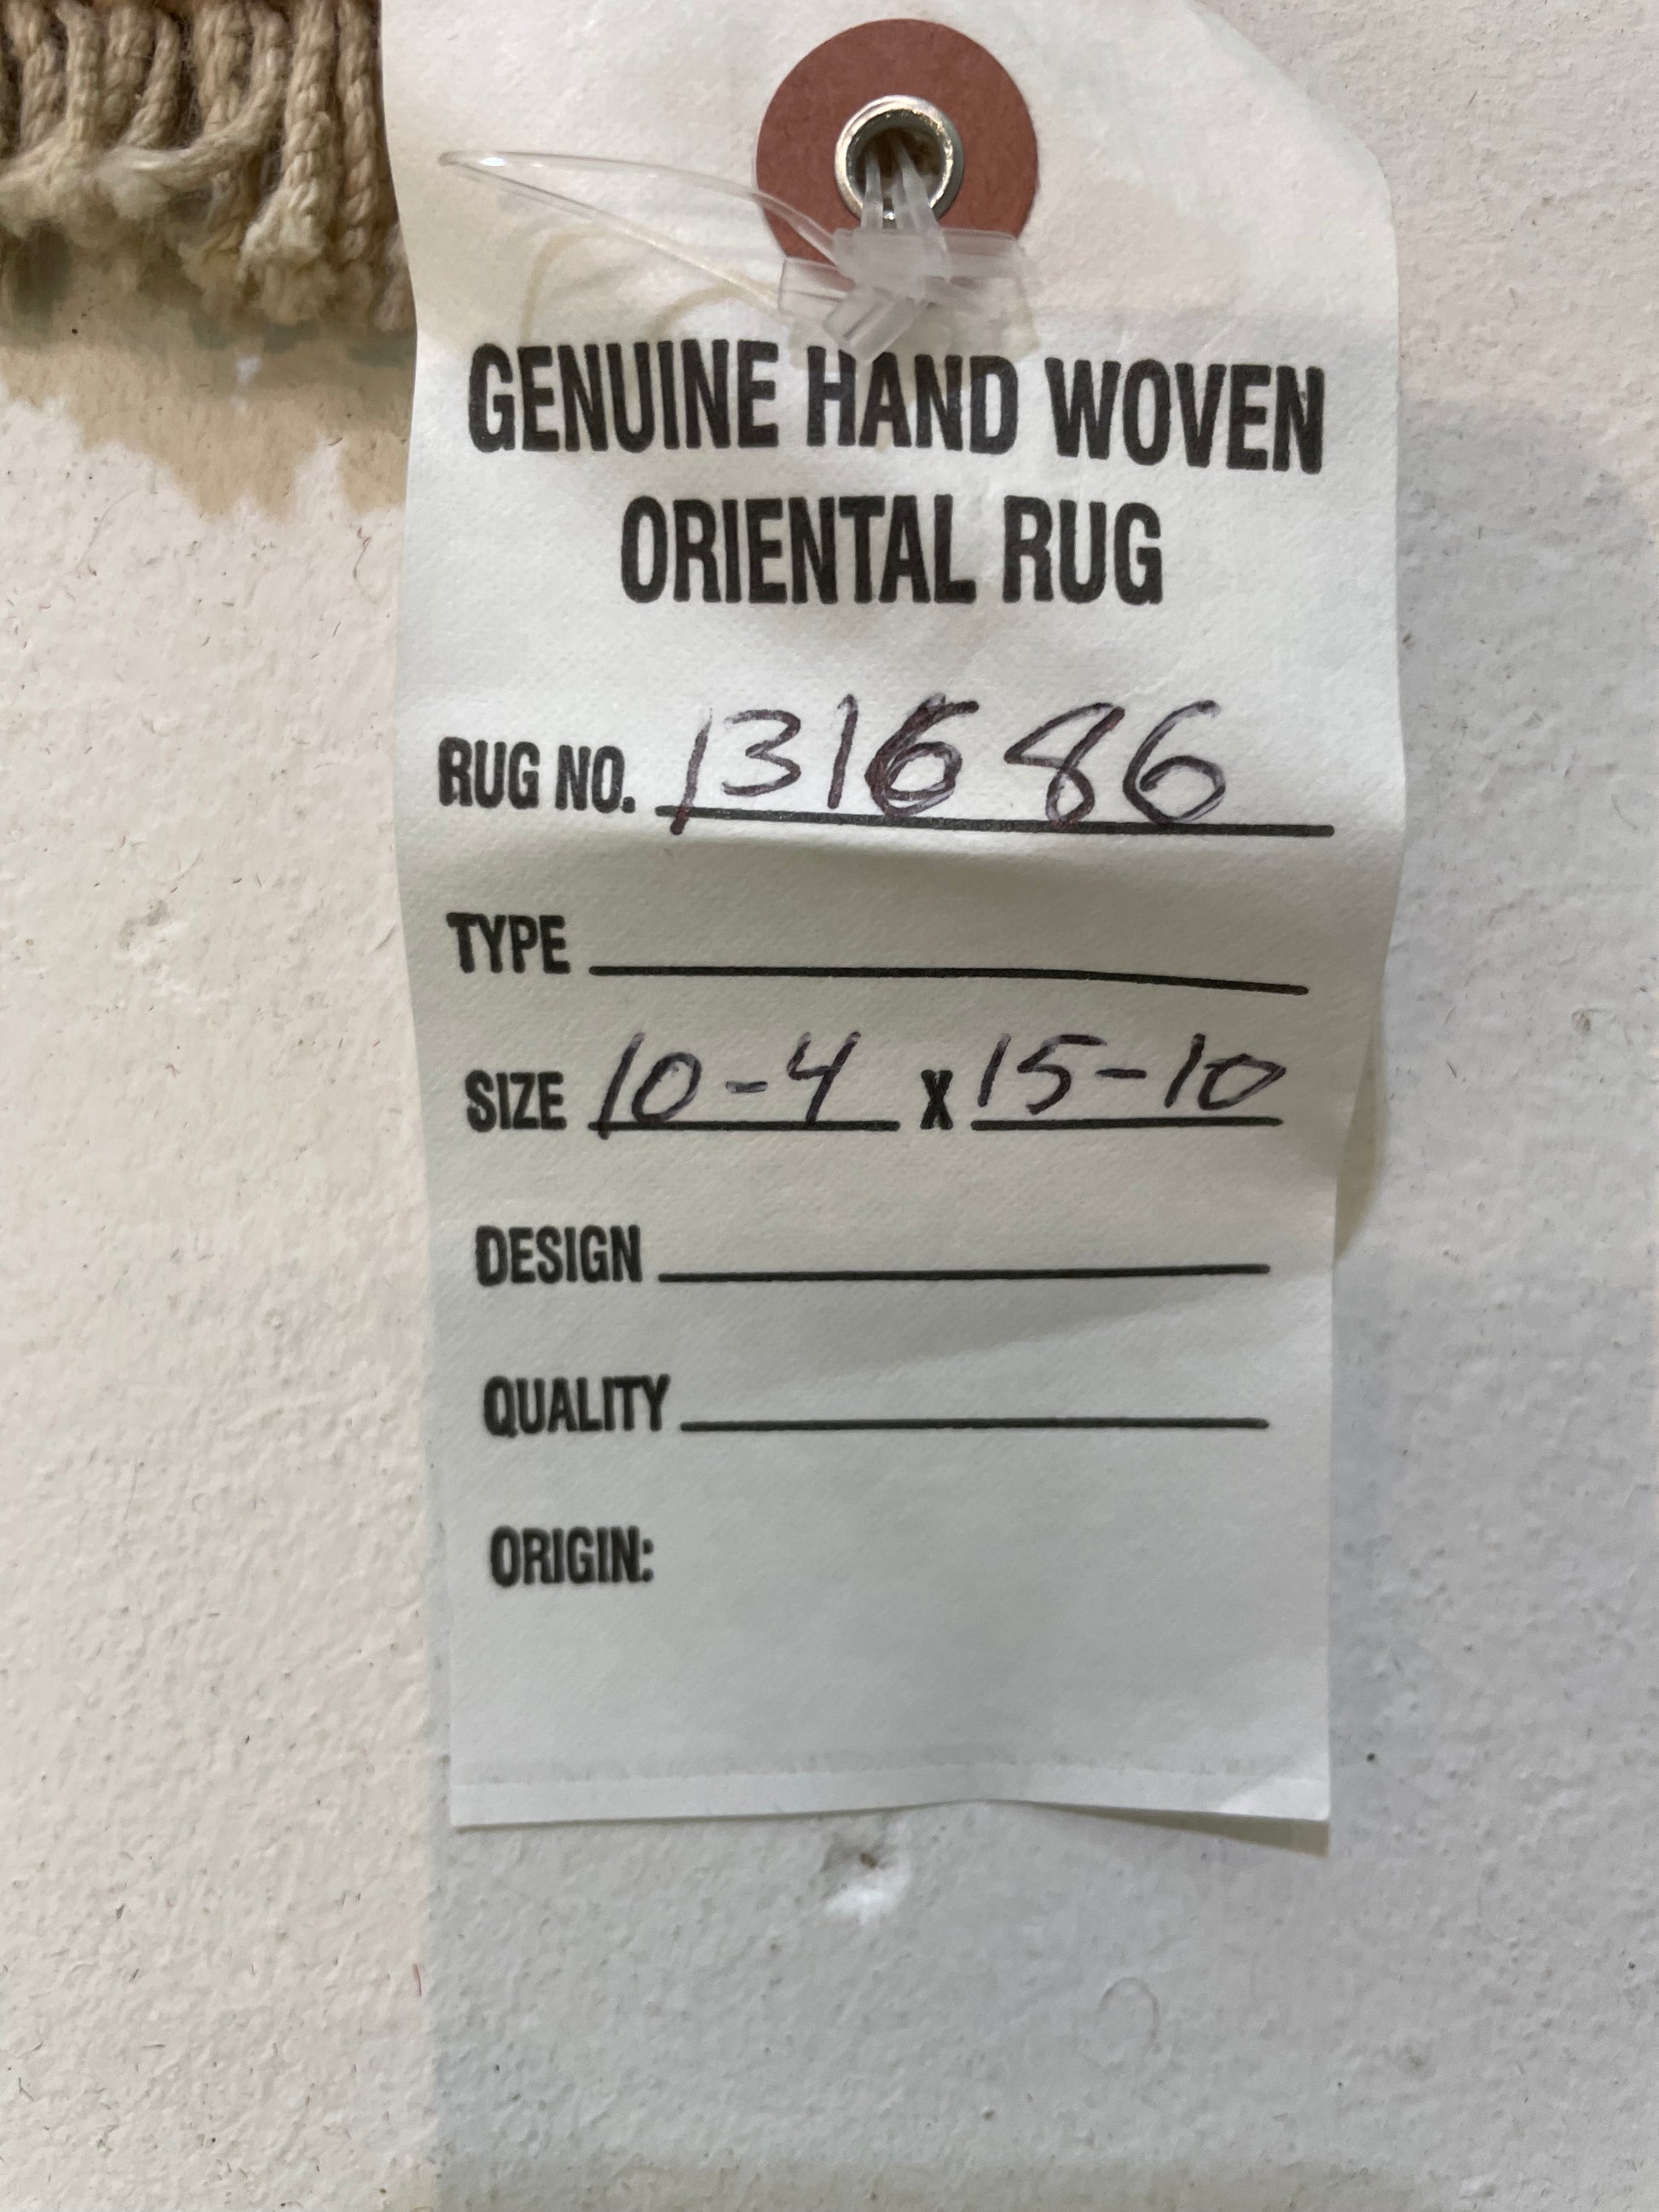 GENUINE HAND WOVEN
ORIENTAL RUG
RUG NO. 131686
TYPE
SIZE 10-4 X 15-10
DESIGN
QUALITY
ORIGIN: